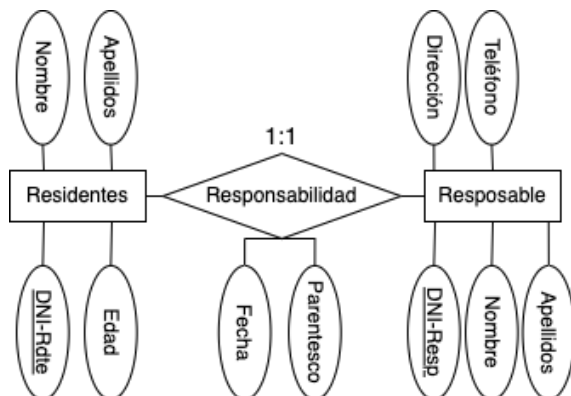 Nombre
Apellidos
Dirección
Teléfono
1:1
Residentes
Responsabilidad
Resposable
DNI-Rdte
Edad
Fecha
Parentesco
DNI-Resp
Nombre
Apellidos